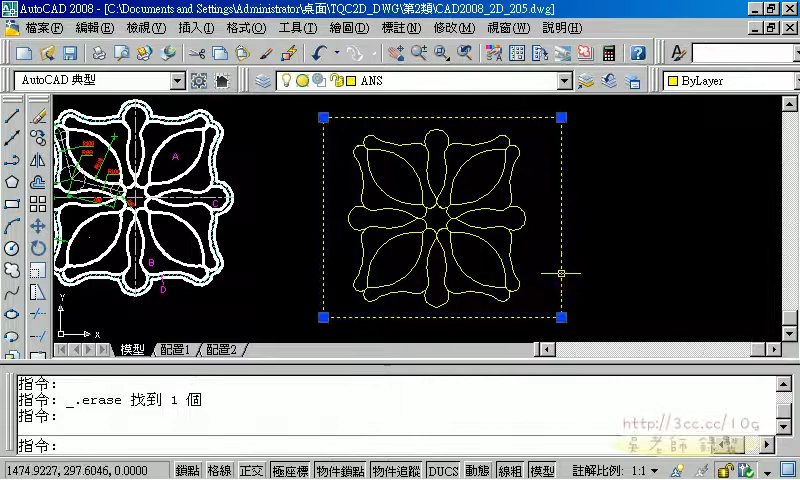 AutoCAD 2008 - [C:\Documents and Settings\Administrator\桌面\TQC2D_DWG\第2類\CAD2008_2D_205.dwg]
檔案(F) 編輯(E) 檢視(V) 插入(I) 格式(O) 工具(T) 繪製(D) 標註(N) 修改(M) 視窗(W) 說明(H)
AutoCAD 典型 ANS ByLayer
A
C
B
D
Y
X
模型 配置1 配置2
指令:
指令: _.erase 找到 1 個
指令:
http://3cc.cc/10g
吳老師 錄製
指令:
1474.9227, 297.6046, 0.0000 鎖點 格線 正交 極座標 物件鎖點 物件追蹤 DUCS 動態 線粗 模型 註解比例: 1:1